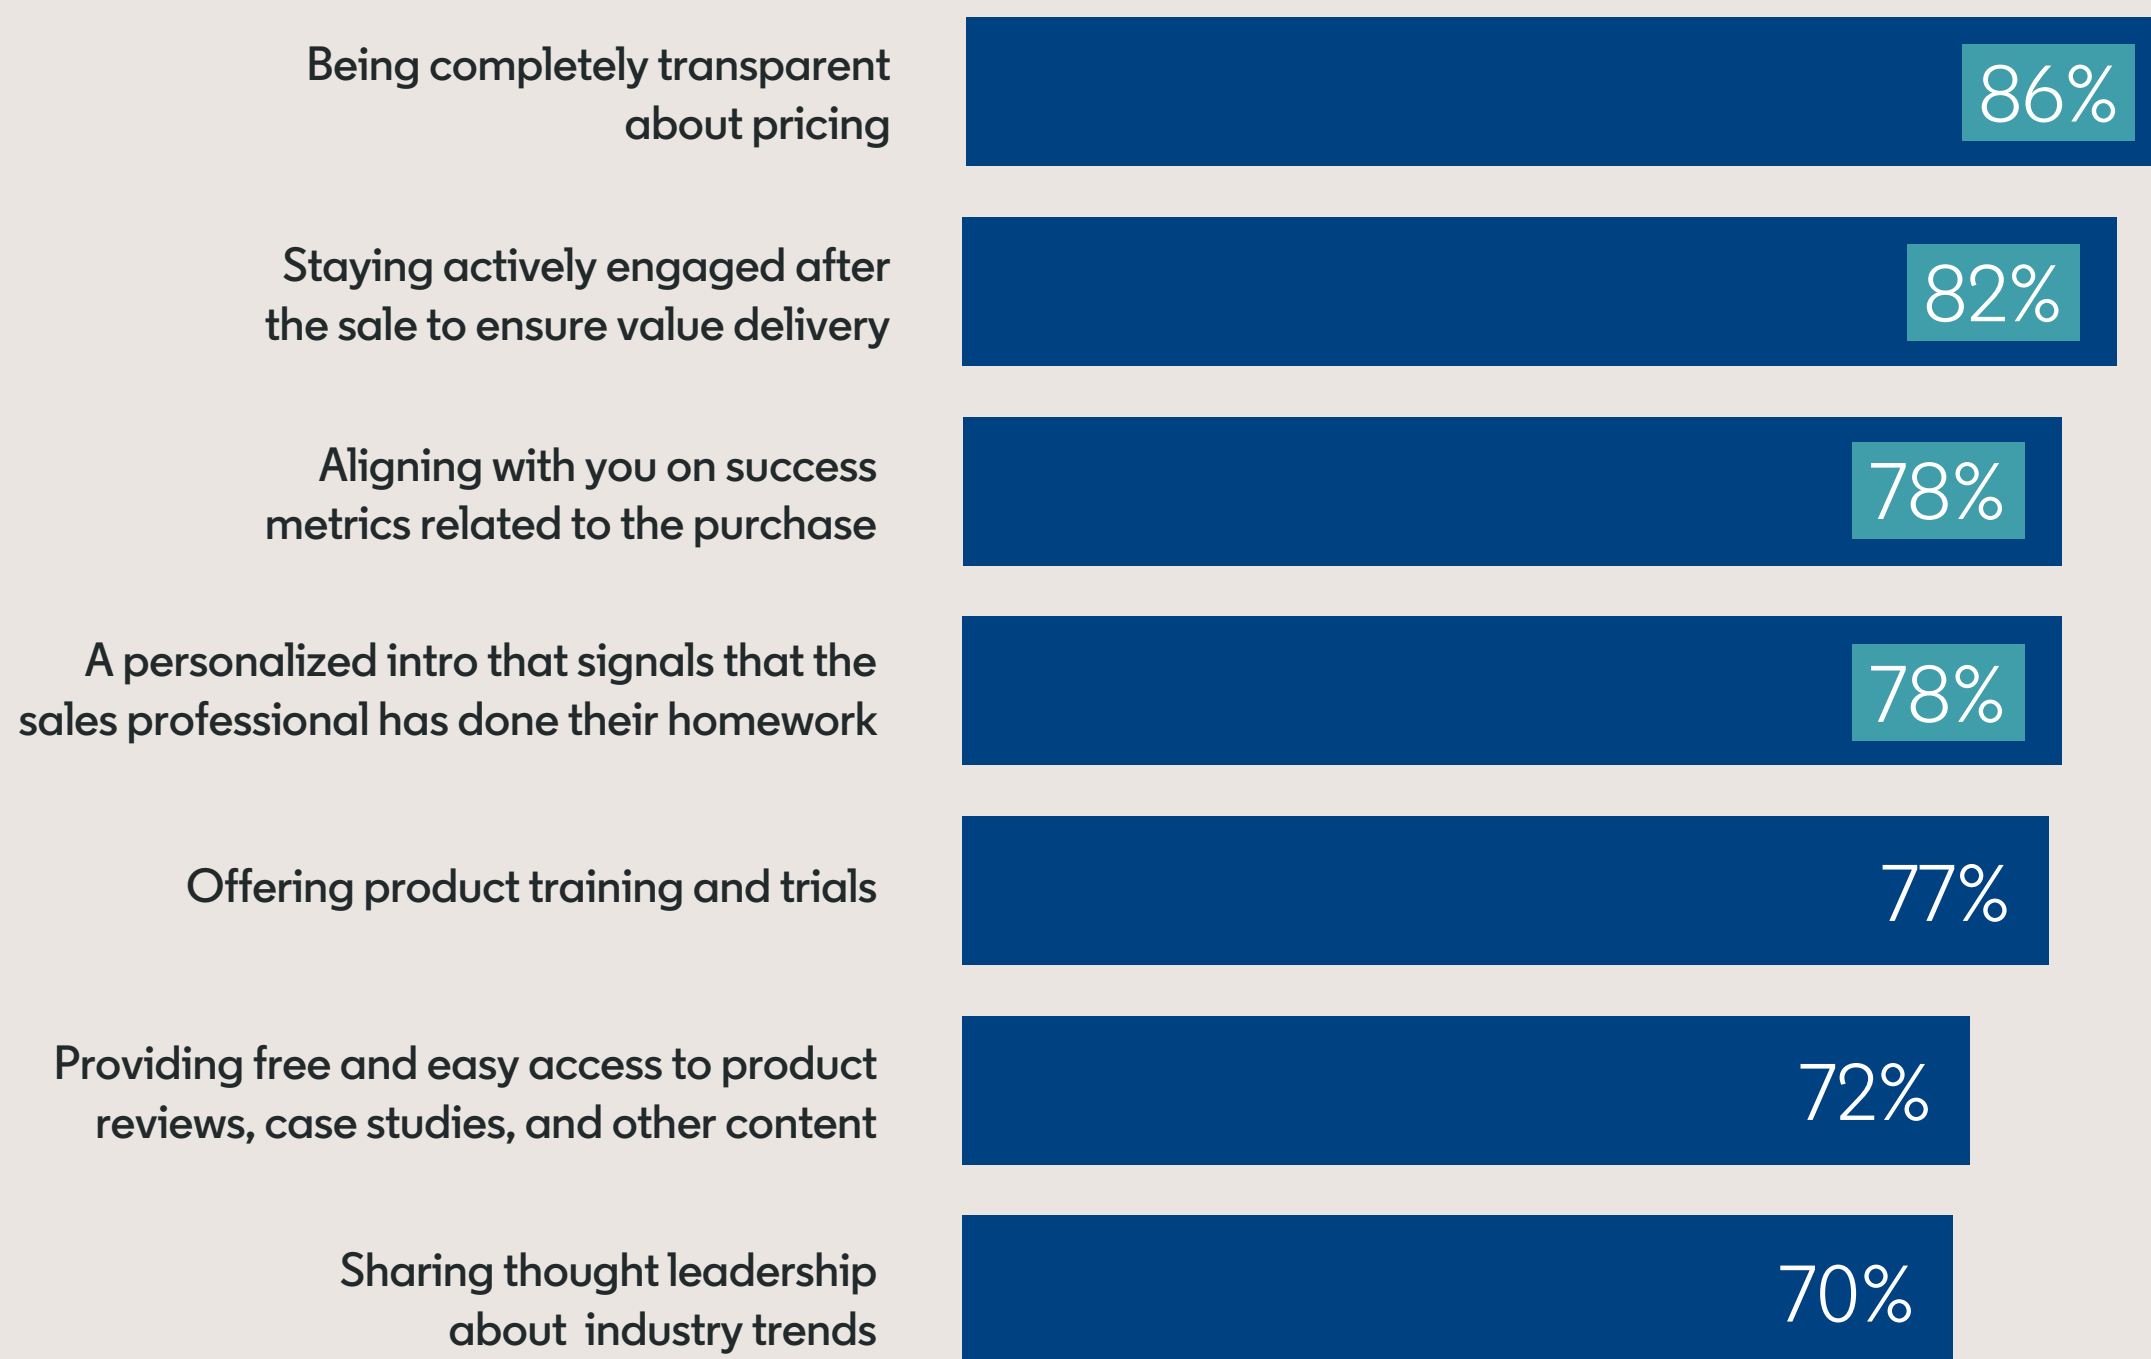 Being completely transparent
about pricing
86%
Staying actively engaged after
the sale to ensure value delivery
82%
Aligning with you on success
metrics related to the purchase
78%
A personalized intro that signals that the
sales professional has done their homework
78%
Offering product training and trials
77%
Providing free and easy access to product
reviews, case studies, and other content
72%
Sharing thought leadership
about industry trends
70%